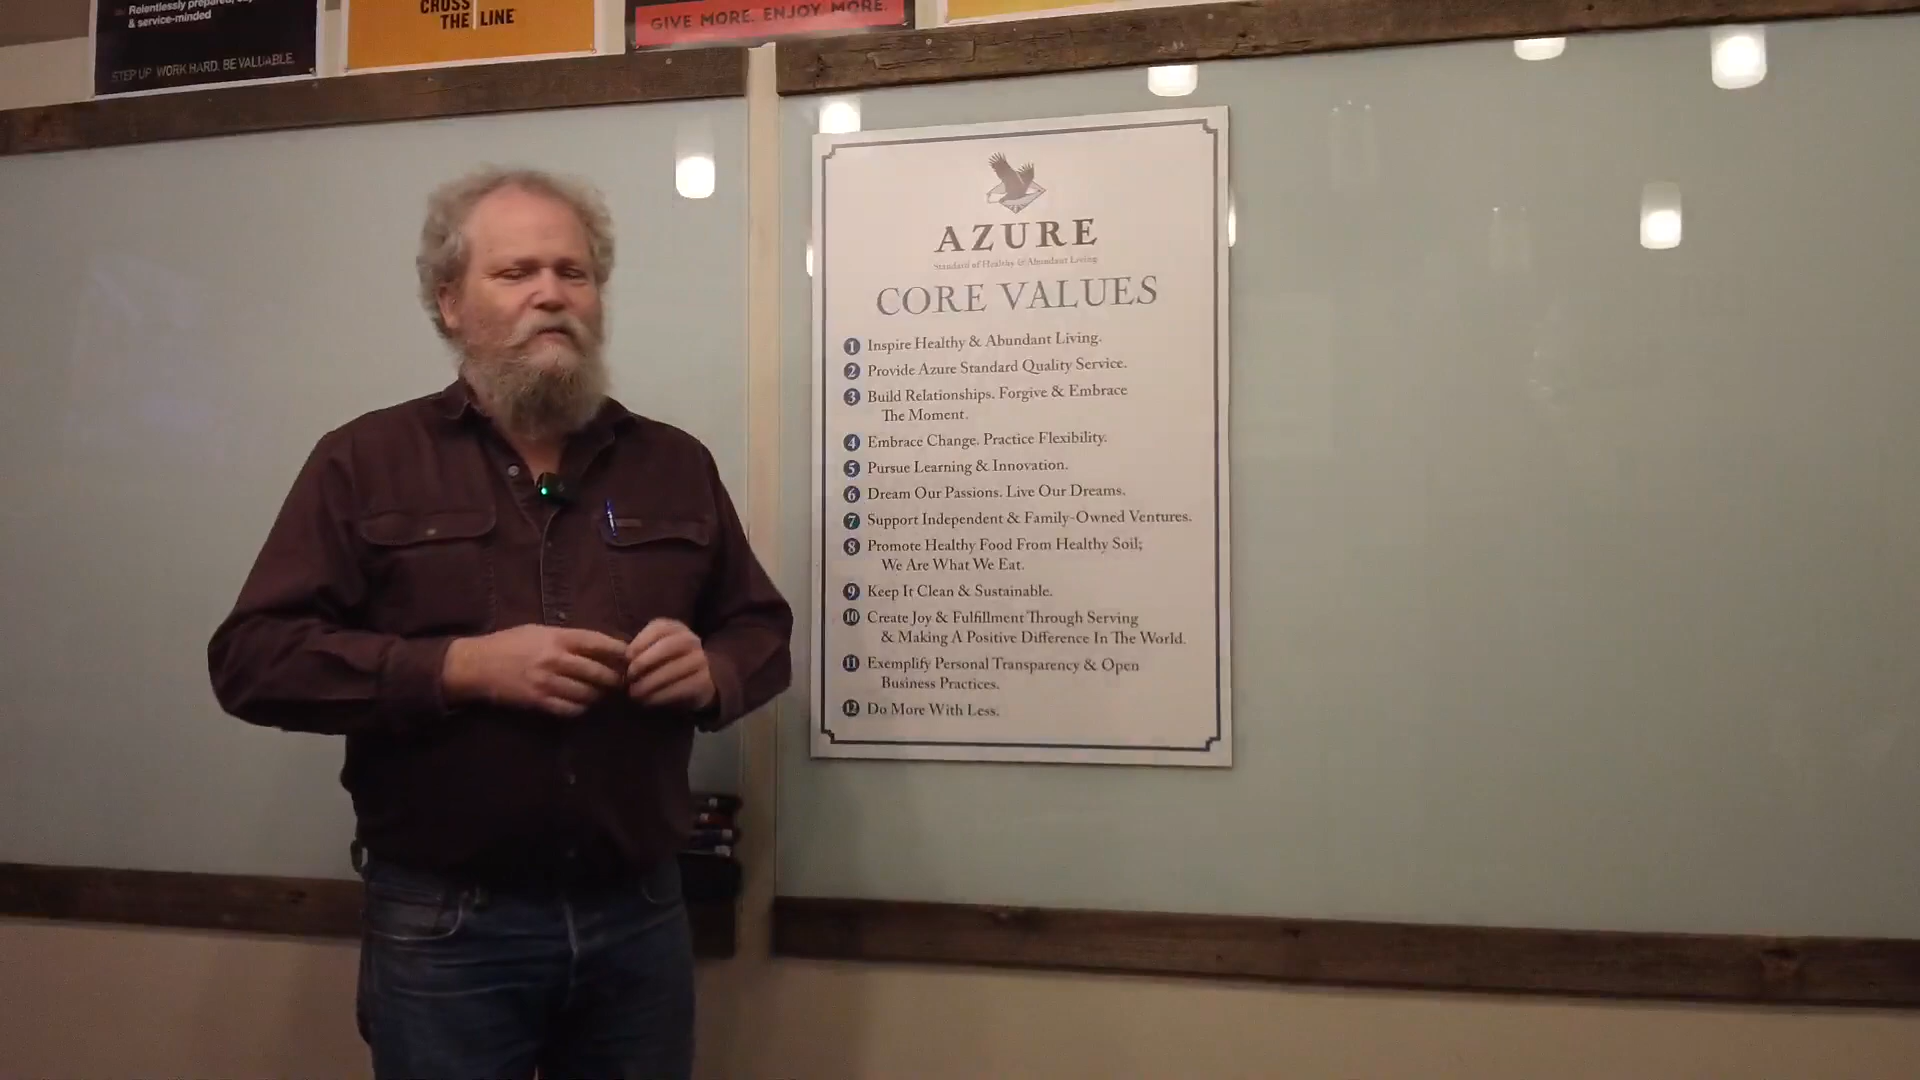 Relentlessly prepared,
& service-minded
STEP UP. WORK HARD. BE VALUABLE.
CROSS
THE LINE
GIVE MORE. ENJOY MORE.
AZURE
Standard of Healthy & Abundant Living
CORE VALUES
1 Inspire Healthy & Abundant Living.
2 Provide Azure Standard Quality Service.
3 Build Relationships. Forgive & Embrace
The Moment.
4 Embrace Change. Practice Flexibility.
5 Pursue Learning & Innovation.
6 Dream Our Passions. Live Our Dreams.
7 Support Independent & Family-Owned Ventures.
8 Promote Healthy Food From Healthy Soil;
We Are What We Eat.
9 Keep It Clean & Sustainable.
10 Create Joy & Fulfillment Through Serving
& Making A Positive Difference In The World.
11 Exemplify Personal Transparency & Open
Business Practices.
12 Do More With Less.